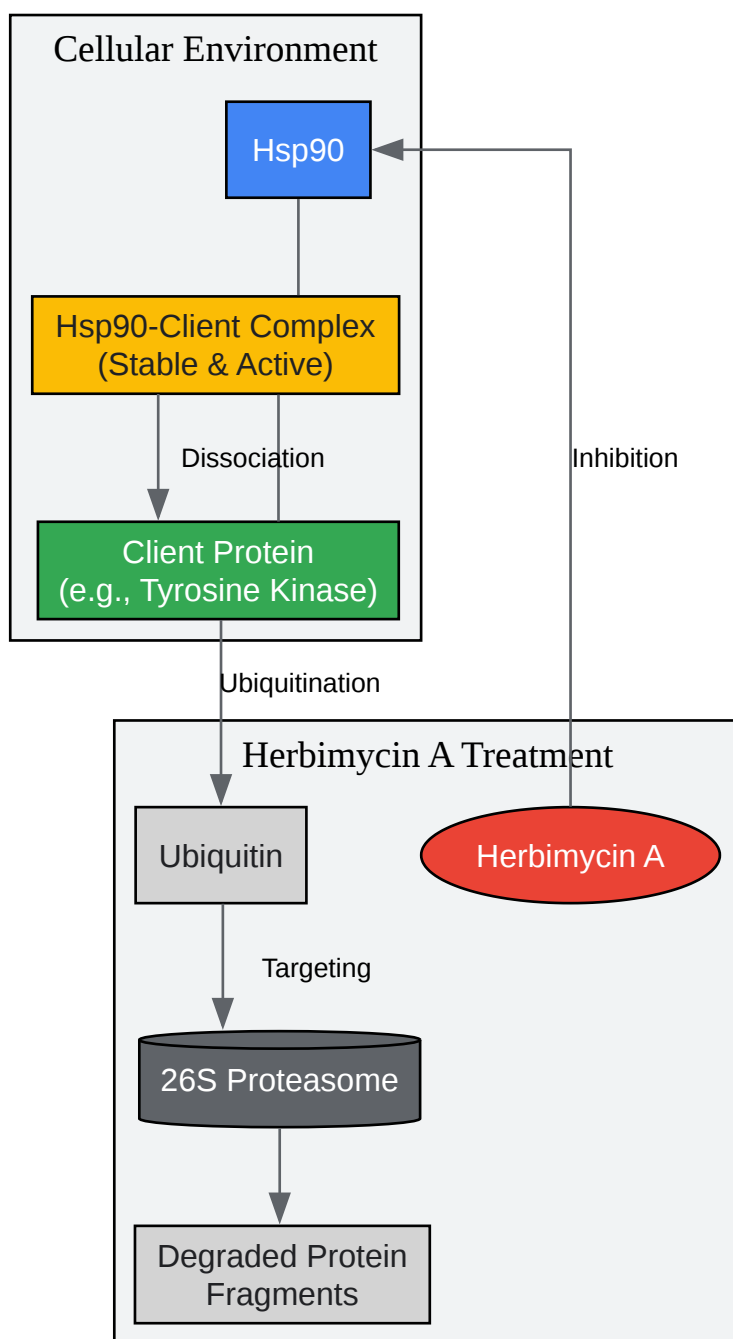 Cellular Environment
Hsp90
Hsp90-Client Complex
(Stable & Active)
Dissociation
Inhibition
Client Protein
(e.g., Tyrosine Kinase)
Ubiquitination
Herbimycin A Treatment
Ubiquitin
Herbimycin A
Targeting
26S Proteasome
Degraded Protein
Fragments